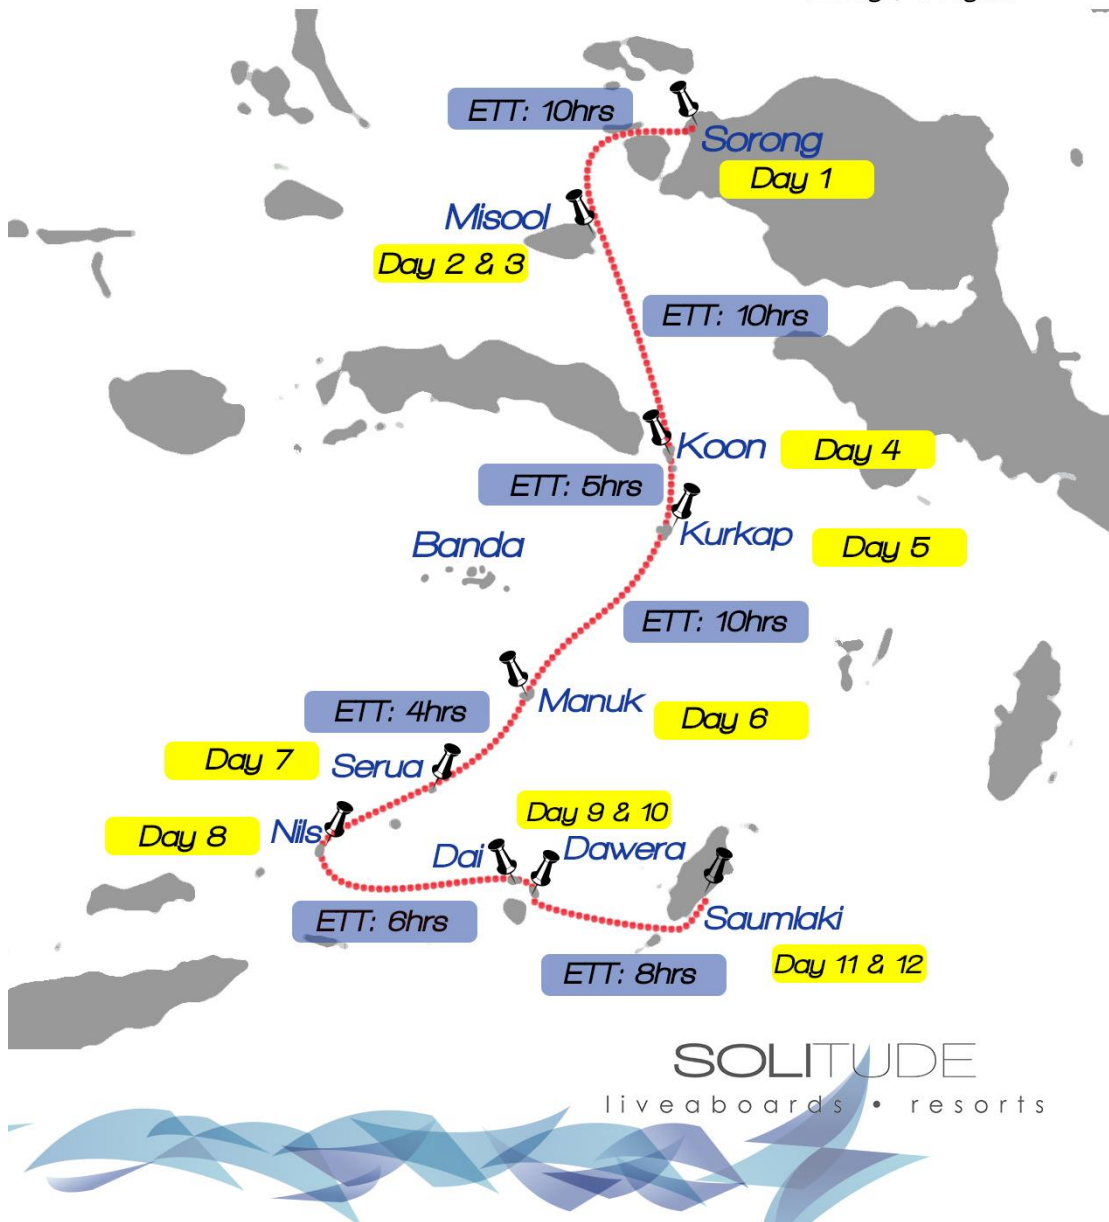 ETT: 10hrs
Sorong
Day 1
Misool
Day 2 & 3
ETT: 10hrs
Koon
Day 4
ETT: 5hrs
Kurkap
Day 5
Banda
ETT: 10hrs
Manuk
Day 6
ETT: 4hrs
Day 7
Serua
Nils
Day 8
Day 9 & 10
Dai
Dawera
ETT: 6hrs
Saumlaki
Day 11 & 12
ETT: 8hrs
SOLITUDE
liveaboards • resorts